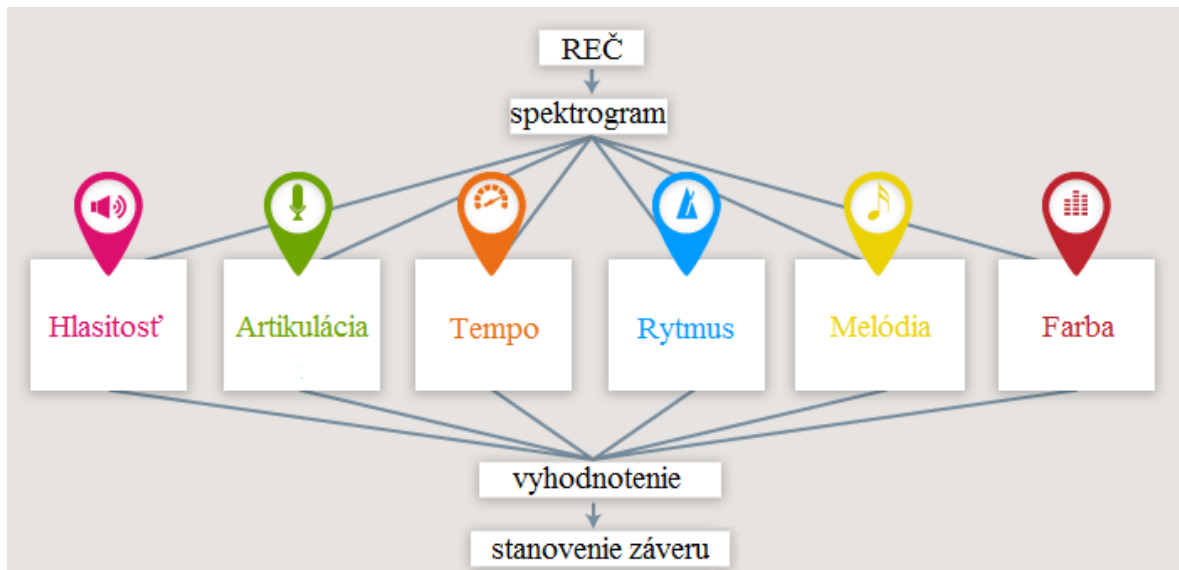 REČ
spektrogram
Hlasitosť
Artikulácia
Tempo
Rytmus
Melódia
Farba
vyhodnotenie
stanovenie záveru